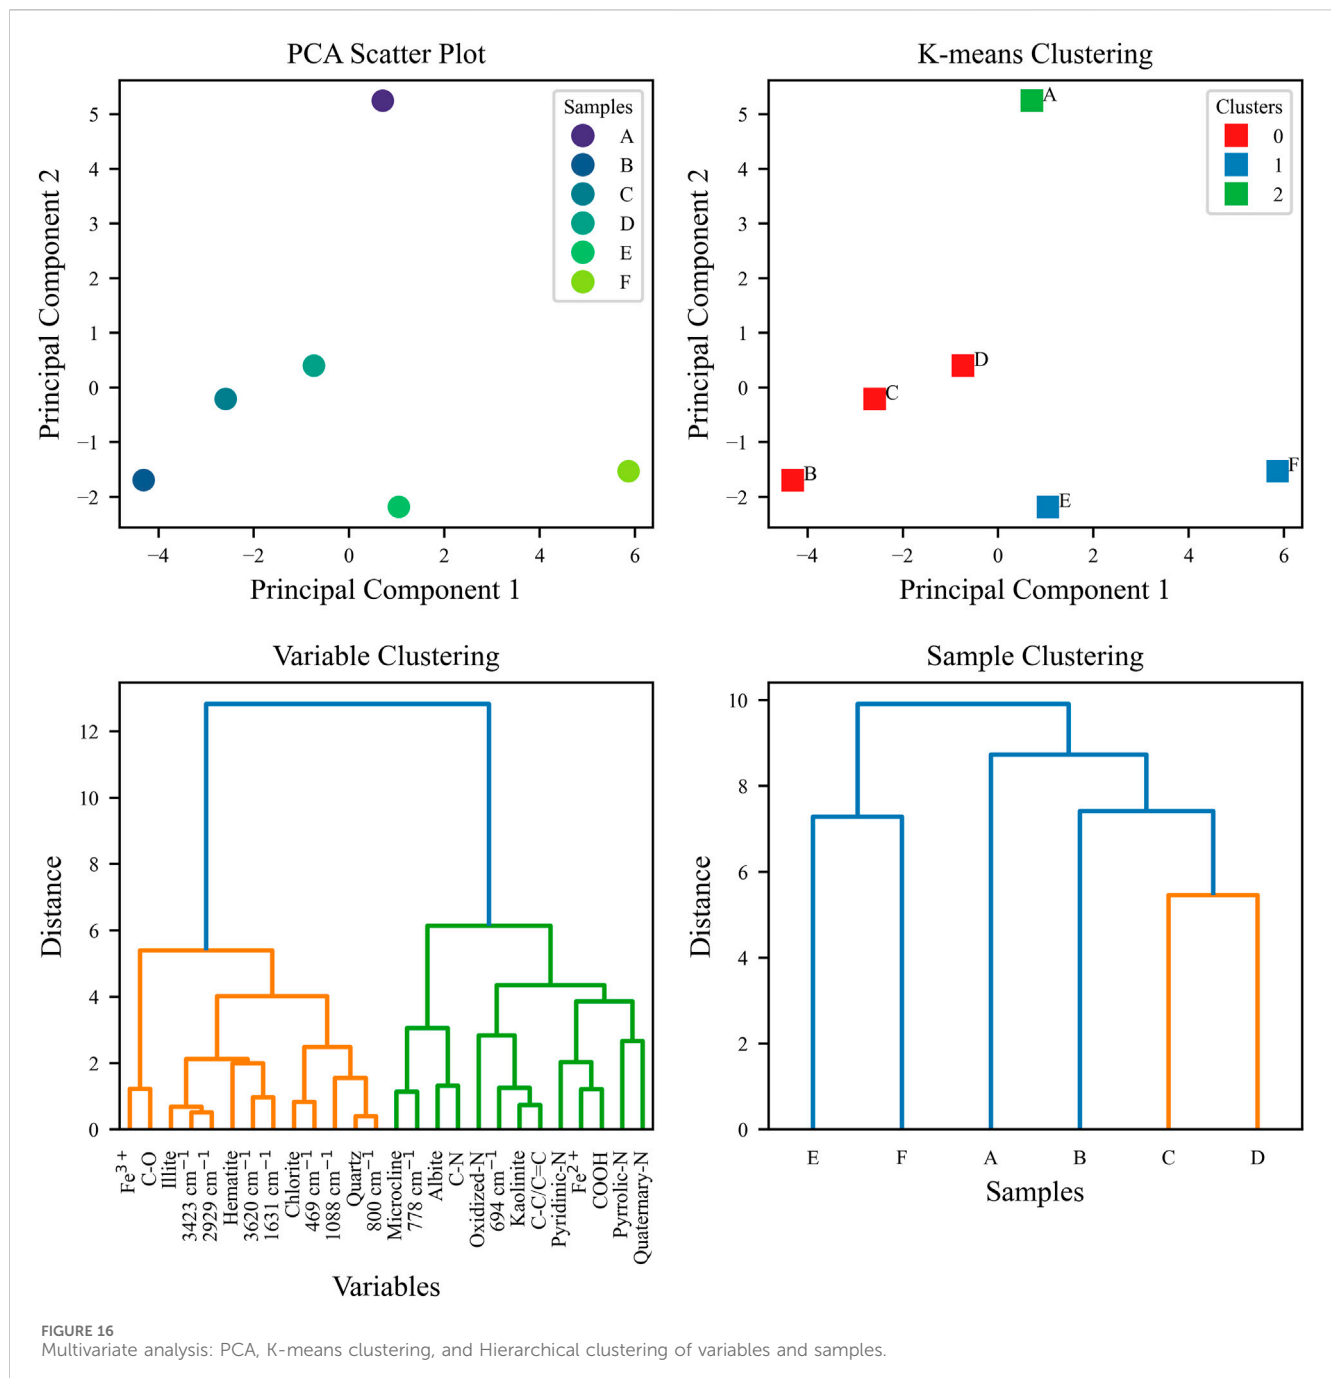 PCA Scatter Plot
Principal Component 2
5
4
3
2
1
0
−1
−2
Samples
A
B
C
D
E
F
−4
−2
0
2
4
6
Principal Component 1
K-means Clustering
Principal Component 2
5
4
3
2
1
0
−1
−2
A
D
C
B
F
E
Clusters
0
1
2
−4
−2
0
2
4
6
Principal Component 1
Variable Clustering
Distance
12
10
8
6
4
2
0
Fe³⁺
C-O
Illite
3423 cm⁻¹
2929 cm⁻¹
Hematite
3620 cm⁻¹
1631 cm⁻¹
Chlorite
469 cm⁻¹
1088 cm⁻¹
Quartz
800 cm⁻¹
Microcline
778 cm⁻¹
Albite
C-N
Oxidized-N
694 cm⁻¹
Kaolinite
C-C/C=C
Pyridinic-N
Fe²⁺
COOH
Pyrrolic-N
Quaternary-N
Variables
Sample Clustering
Distance
10
8
6
4
2
0
E
F
A
B
C
D
Samples
FIGURE 16
Multivariate analysis: PCA, K-means clustering, and Hierarchical clustering of variables and samples.